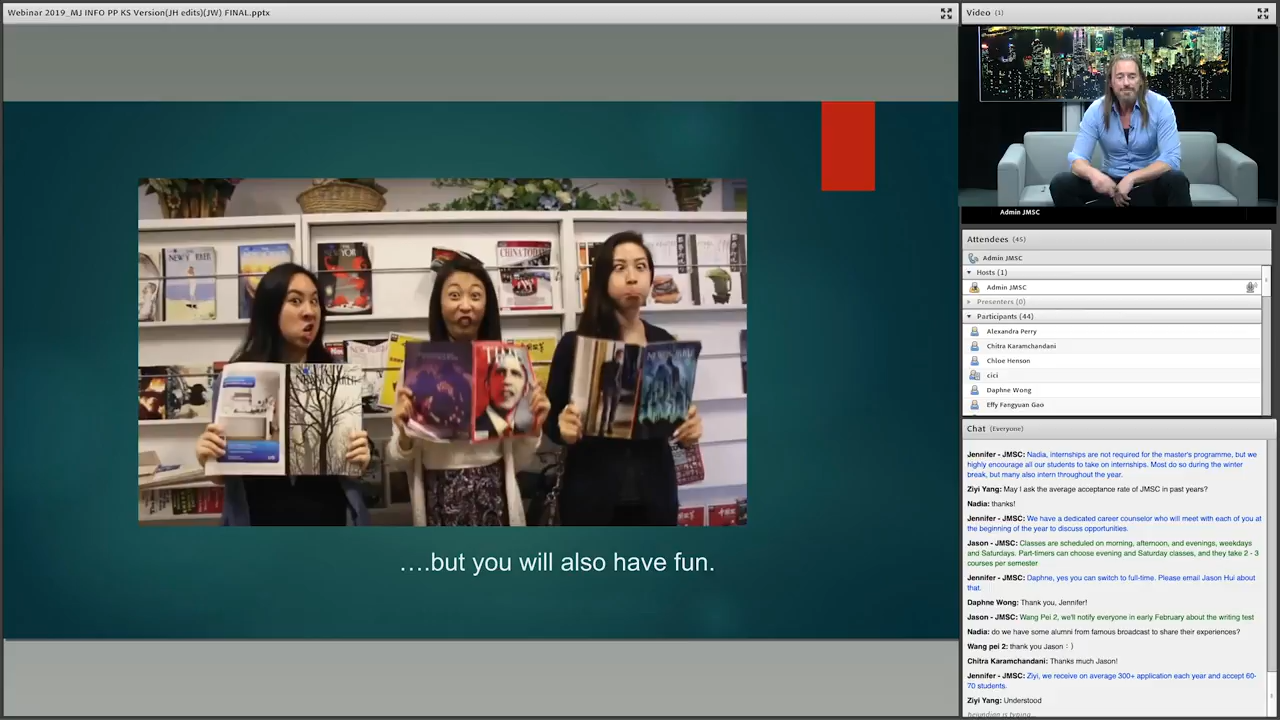 Webinar 2019_MJ INFO PP KS Version(JH edits)(JW) FINAL.pptx
CHINA TODAY
TIME
....but you will also have fun.
Video (1)
Admin JMSC
Attendees (45)
Admin JMSC
Hosts (1)
Admin JMSC
Presenters (0)
Participants (44)
Alexandra Perry
Chitra Karamchandani
Chloe Henson
cici
Daphne Wong
Effy Fangyuan Gao
Chat (Everyone)
Jennifer - JMSC: Nadia, internships are not required for the master's programme, but we
highly encourage all our students to take on internships. Most do so during the winter
break, but many also intern throughout the year.
Ziyi Yang: May I ask the average acceptance rate of JMSC in past years?
Nadia: thanks!
Jennifer - JMSC: We have a dedicated career counselor who will meet with each of you at
the beginning of the year to discuss opportunities.
Jason - JMSC: Classes are scheduled on morning, afternoon, and evenings, weekdays
and Saturdays. Part-timers can choose evening and Saturday classes, and they take 2 - 3
courses per semester
Jennifer - JMSC: Daphne, yes you can switch to full-time. Please email Jason Hui about
that.
Daphne Wong: Thank you, Jennifer!
Jason - JMSC: Wang Pei 2, we'll notify everyone in early February about the writing test
Nadia: do we have some alumni from famous broadcast to share their experiences?
Wang pei 2: thank you Jason : )
Chitra Karamchandani: Thanks much Jason!
Jennifer - JMSC: Ziyi, we receive on average 300+ application each year and accept 60-
70 students.
Ziyi Yang: Understood
is typing...